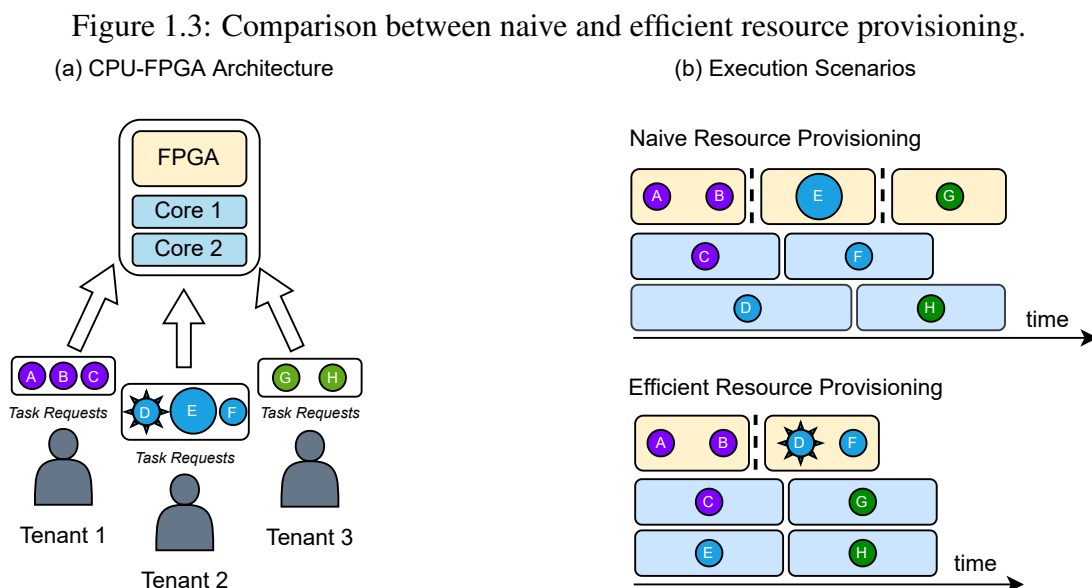 Figure 1.3: Comparison between naive and efficient resource provisioning.
(a) CPU-FPGA Architecture
(b) Execution Scenarios
FPGA
Core 1
Core 2
A B C
Task Requests
Tenant 1
D E F
Task Requests
Tenant 2
G H
Task Requests
Tenant 3
Naive Resource Provisioning
A B E G
C F
D H
time
Efficient Resource Provisioning
A B D F
C G
E H
time